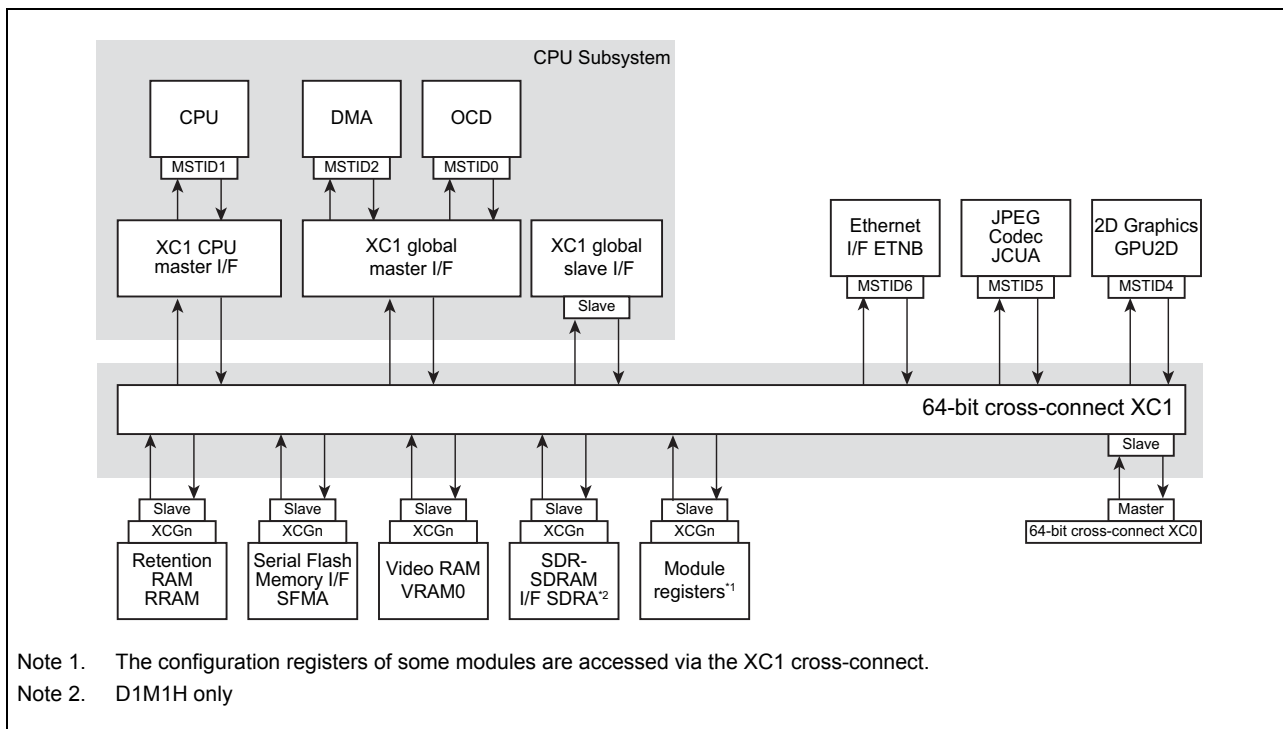 CPU Subsystem
CPU
DMA
OCD
MSTID1
MSTID2
MSTID0
XC1 CPU
master I/F
XC1 global
master I/F
XC1 global
slave I/F
Slave
Ethernet
I/F ETNB
MSTID6
JPEG
Codec
JCUA
MSTID5
2D Graphics
GPU2D
MSTID4
64-bit cross-connect XC1
Slave
Master
64-bit cross-connect XC0
Slave
XCGn
Retention
RAM
RRAM
Slave
XCGn
Serial Flash
Memory I/F
SFMA
Slave
XCGn
Video RAM
VRAM0
Slave
XCGn
SDR-
SDRAM
I/F SDRA*2
Slave
XCGn
Module
registers*1
Note 1. The configuration registers of some modules are accessed via the XC1 cross-connect.
Note 2. D1M1H only